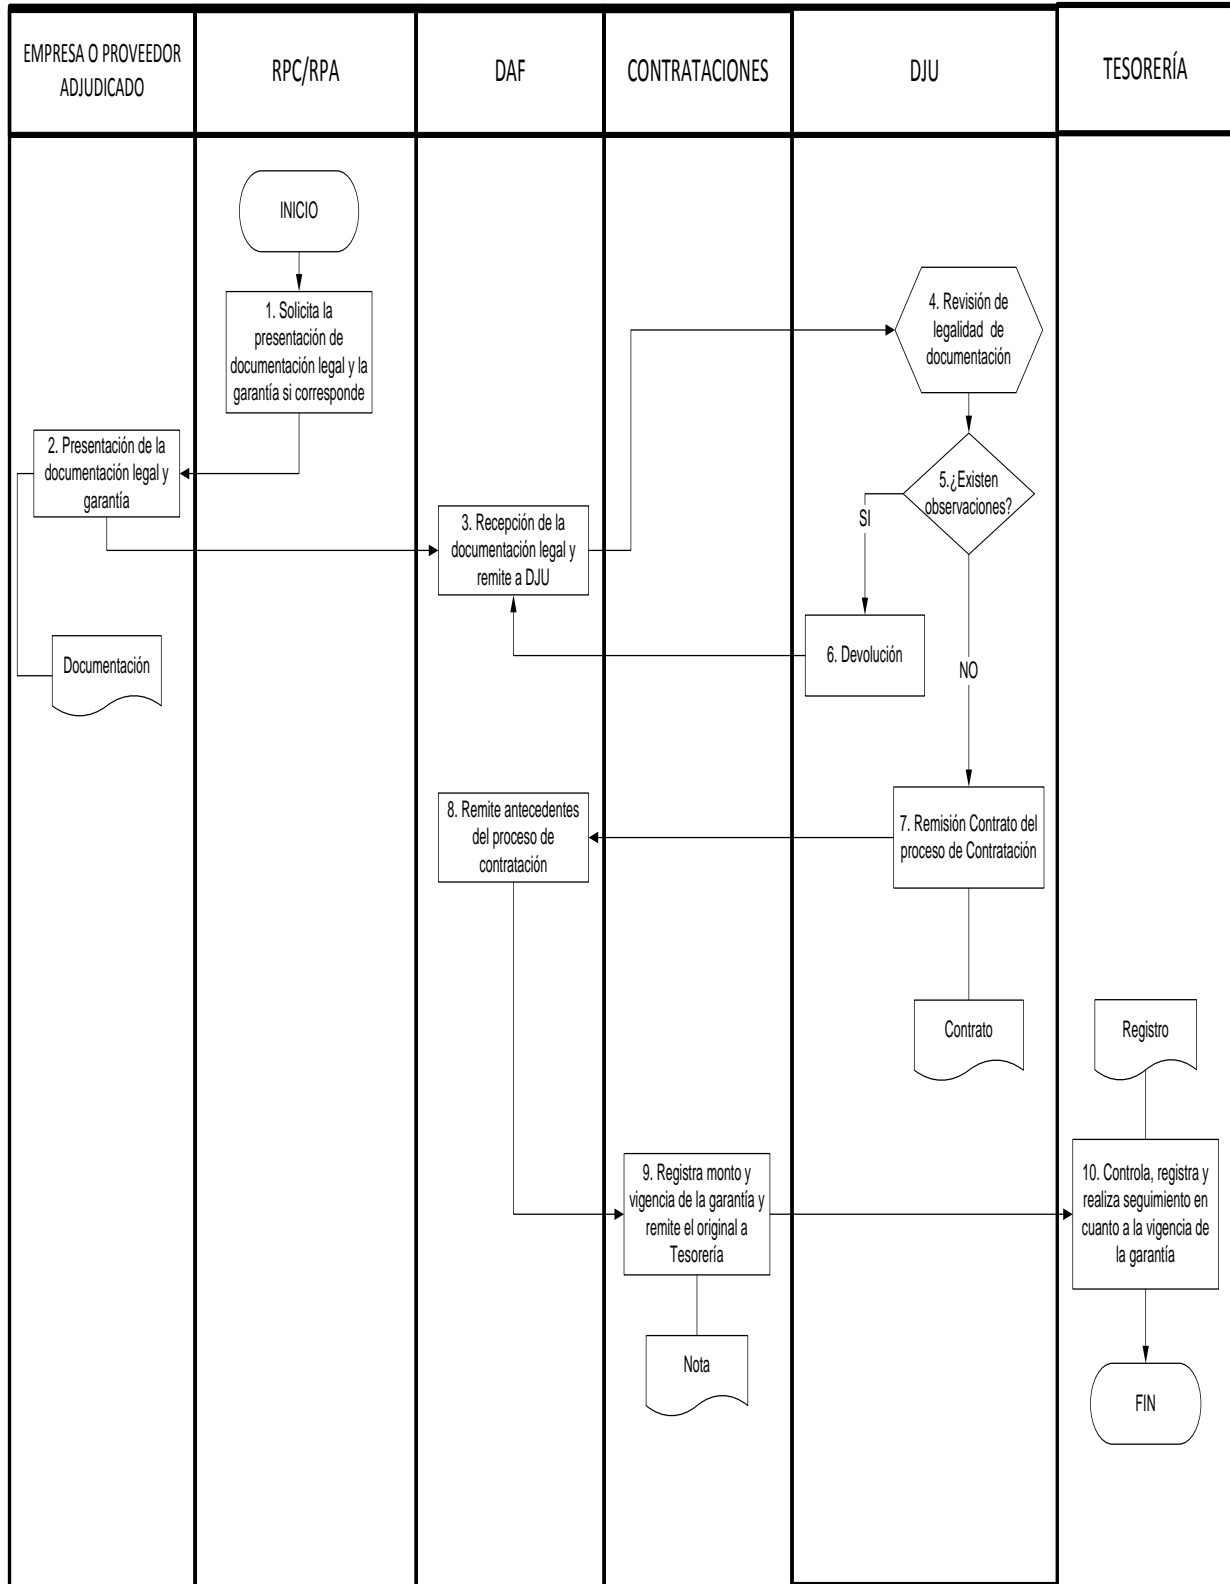 EMPRESA O PROVEEDOR
ADJUDICADO
RPC/RPA
DAF
CONTRATACIONES
DJU
TESORERÍA
INICIO
1. Solicita la
presentación de
documentación legal y la
garantía si corresponde
2. Presentación de la
documentación legal y
garantía
Documentación
3. Recepción de la
documentación legal y
remite a DJU
4. Revisión de
legalidad de
documentación
5.¿Existen
observaciones?
SI
NO
6. Devolución
7. Remisión Contrato del
proceso de Contratación
Contrato
8. Remite antecedentes
del proceso de
contratación
9. Registra monto y
vigencia de la garantía y
remite el original a
Tesorería
Nota
Registro
10. Controla, registra y
realiza seguimiento en
cuanto a la vigencia de
la garantía
FIN